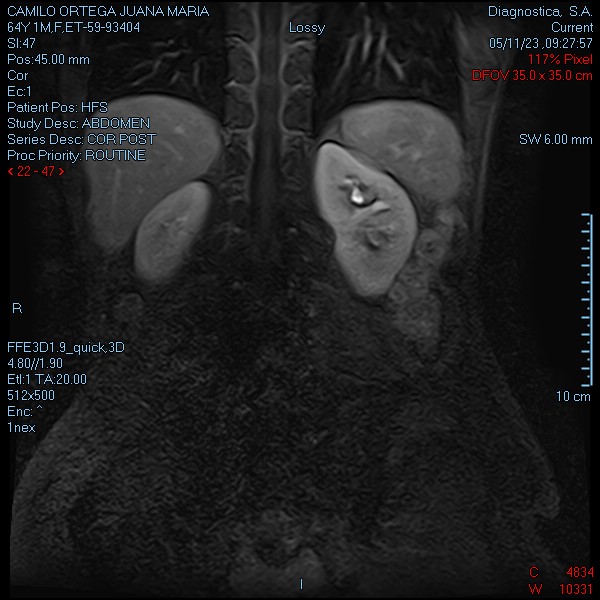 CAMILO ORTEGA JUANA MARIA
64Y 1M,F,ET-59-93404
SI:47
Pos:45.00 mm
Cor
Ec:1
Patient Pos: HFS
Study Desc: ABDOMEN
Series Desc: COR POST
Proc Priority: ROUTINE
< 22 - 47 >
Lossy
Diagnostica, S.A.
Current
05/11/23 ,09:27:57
117% Pixel
DFOV 35.0 x 35.0 cm
SW 6.00 mm
R
10 cm
FFE3D1.9_quick,3D
4.80//1.90
Etl:1 TA:20.00
512x500
Enc: ^
1nex
I
C 4834
W 10331